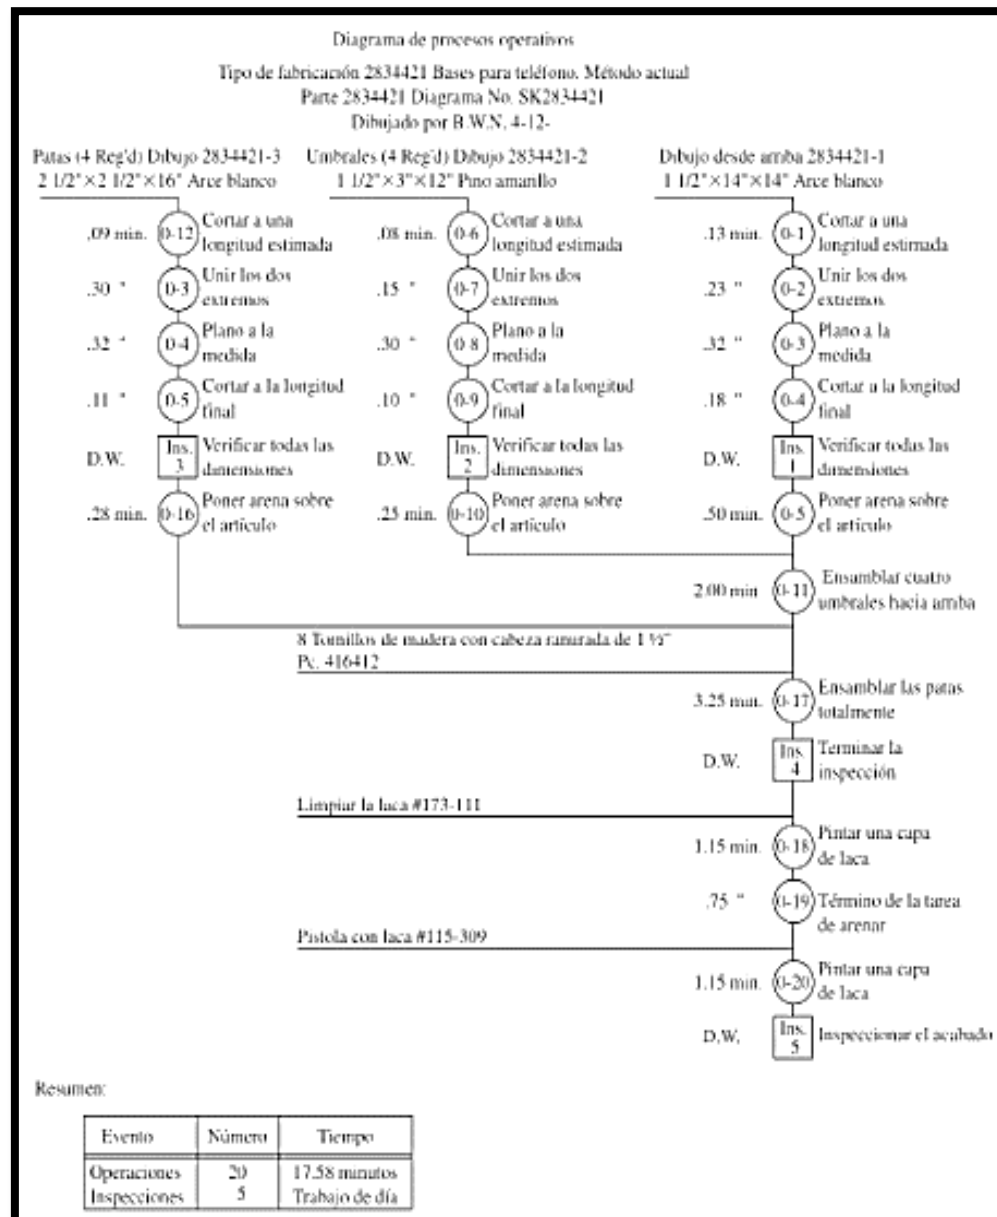 Diagrama de procesos operativos
Tipo de fabricación 2834421 Bases para teléfono. Método actual
Parte 2834421 Diagrama No. SK2834421
Dibujado por B.W.N. 4-12-
Patas (4 Reg'd) Dibujo 2834421-3
2 1/2"×2 1/2"×16" Arce blanco
.09 min. 0-12 Cortar a una
longitud estimada
.30 " 0-3 Unir los dos
extremos
.32 " 0-4 Plano a la
medida
.11 " 0-5 Cortar a la longitud
final
D.W. Ins. 3 Verificar todas las
dimensiones
.28 min. 0-16 Poner arena sobre
el artículo
Umbrales (4 Reg'd) Dibujo 2834421-2
1 1/2"×3"×12" Pino amarillo
.08 min. 0-6 Cortar a una
longitud estimada
.15 " 0-7 Unir los dos
extremos
.30 " 0-8 Plano a la
medida
.10 " 0-9 Cortar a la longitud
final
D.W. Ins. 2 Verificar todas las
dimensiones
.25 min. 0-10 Poner arena sobre
el artículo
Dibujo desde arriba 2834421-1
1 1/2"×14"×14" Arce blanco
.13 min. 0-1 Cortar a una
longitud estimada
.23 " 0-2 Unir los dos
extremos
.32 " 0-3 Plano a la
medida
.18 " 0-4 Cortar a la longitud
final
D.W. Ins. 1 Verificar todas las
dimensiones
.50 min. 0-5 Poner arena sobre
el artículo
2.00 min 0-11 Ensamblar cuatro
umbrales hacia arriba
8 Tornillos de madera con cabeza ranurada de 1 ½"
Pc. 416412
3.25 min. 0-17 Ensamblar las patas
totalmente
D.W. Ins. 4 Terminar la
inspección
Limpiar la laca #173-111
1.15 min. 0-18 Pintar una capa
de laca
.75 " 0-19 Término de la tarea
de arenar
Pistola con laca #115-309
1.15 min. 0-20 Pintar una capa
de laca
D.W. Ins. 5 Inspeccionar el acabado
Resumen:
Evento Número Tiempo
Operaciones 20 17.58 minutos
Inspecciones 5 Trabajo de día